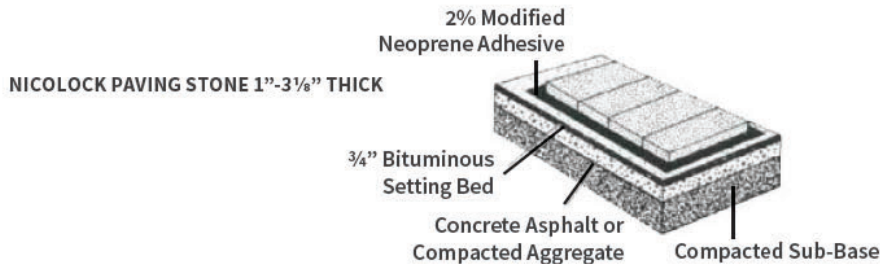 2% Modified
Neoprene Adhesive
NICOLOCK PAVING STONE 1”-3⅛” THICK
¾” Bituminous
Setting Bed
Concrete Asphalt or
Compacted Aggregate
Compacted Sub-Base